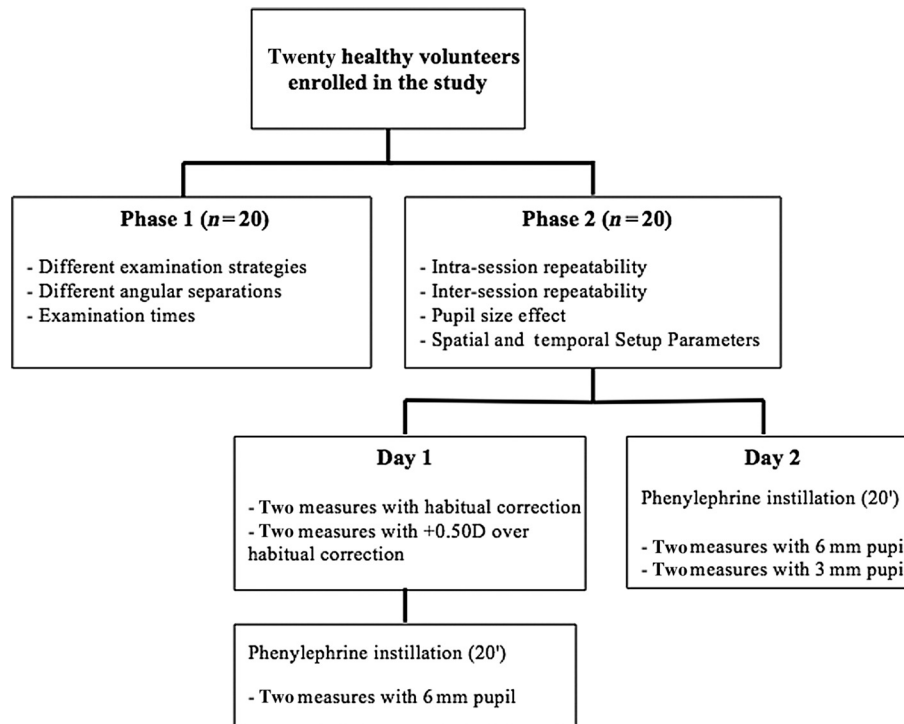 Twenty healthy volunteers
enrolled in the study
Phase 1 (n=20)
- Different examination strategies
- Different angular separations
- Examination times
Phase 2 (n=20)
- Intra-session repeatability
- Inter-session repeatability
- Pupil size effect
- Spatial and temporal Setup Parameters
Day 1
- Two measures with habitual correction
- Two measures with +0.50D over
habitual correction
Day 2
Phenylephrine instillation (20')
- Two measures with 6 mm pupil
- Two measures with 3 mm pupil
Phenylephrine instillation (20')
- Two measures with 6 mm pupil